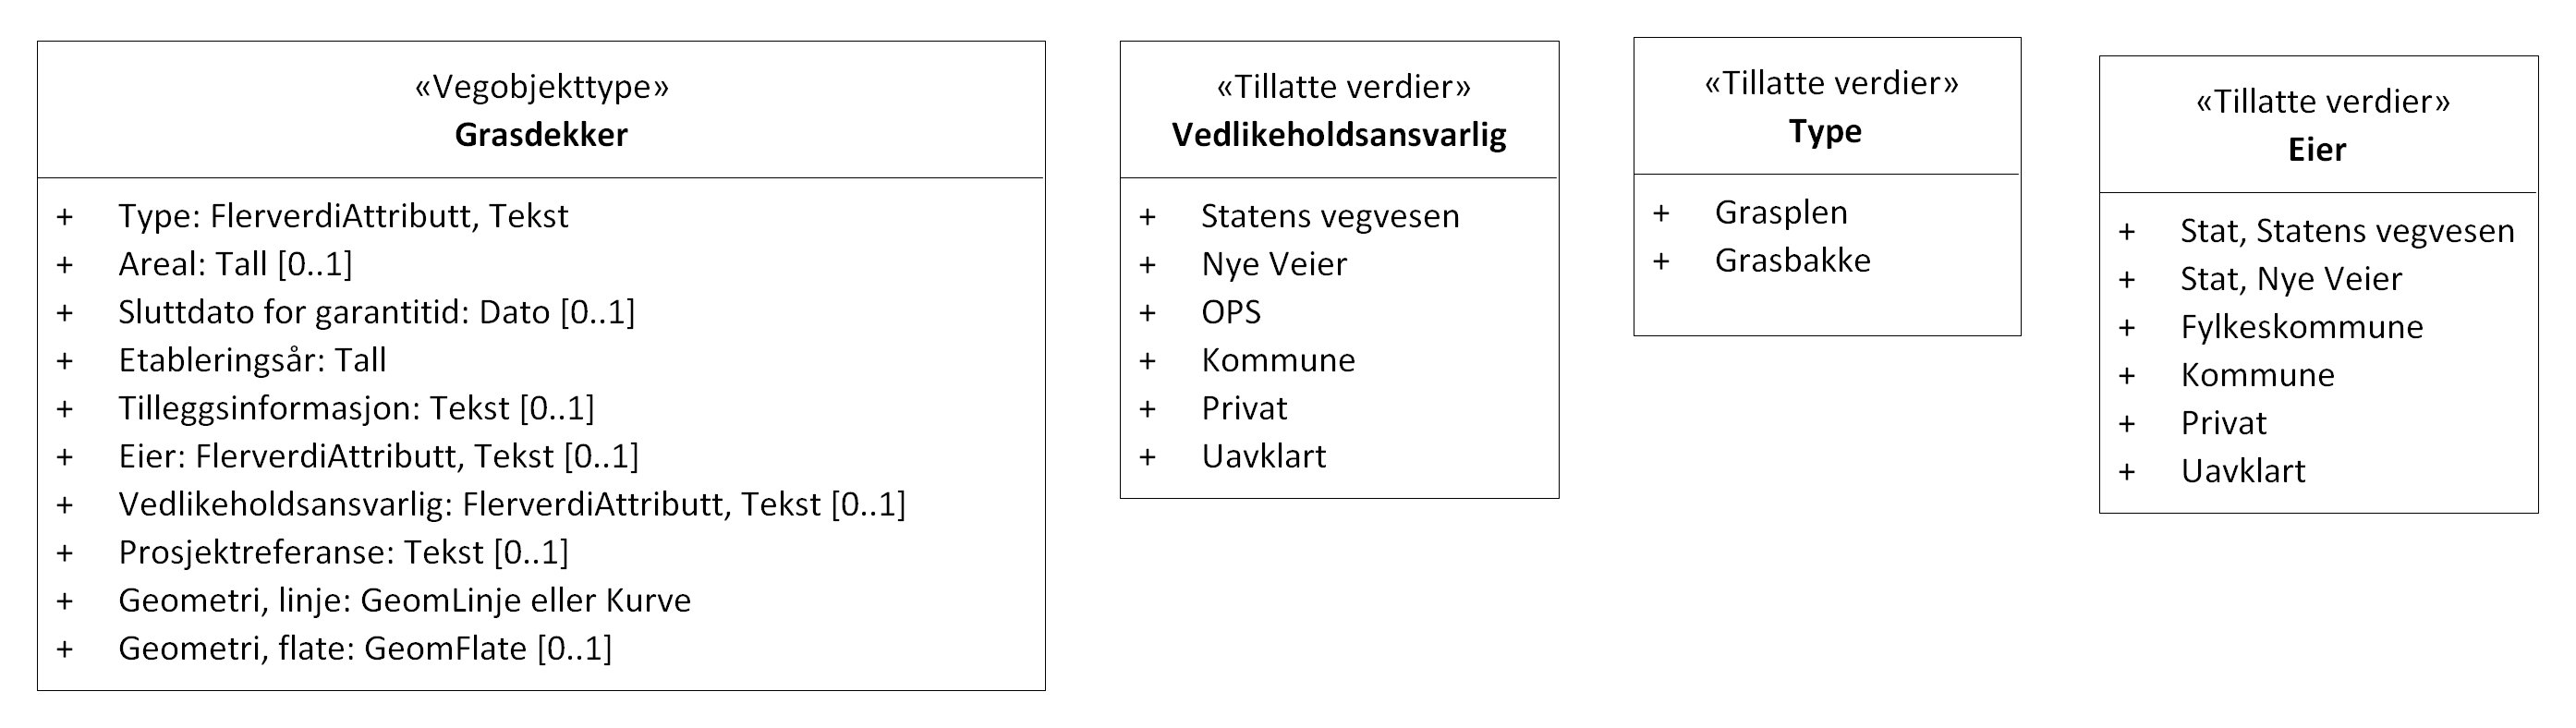 «Vegobjekttype»
Grasdekker
+ Type: FlerverdiAttributt, Tekst
+ Areal: Tall [0..1]
+ Sluttdato for garantitid: Dato [0..1]
+ Etableringsår: Tall
+ Tilleggsinformasjon: Tekst [0..1]
+ Eier: FlerverdiAttributt, Tekst [0..1]
+ Vedlikeholdsansvarlig: FlerverdiAttributt, Tekst [0..1]
+ Prosjektreferanse: Tekst [0..1]
+ Geometri, linje: GeomLinje eller Kurve
+ Geometri, flate: GeomFlate [0..1]
«Tillatte verdier»
Vedlikeholdsansvarlig
+ Statens vegvesen
+ Nye Veier
+ OPS
+ Kommune
+ Privat
+ Uavklart
«Tillatte verdier»
Type
+ Grasplen
+ Grasbakke
«Tillatte verdier»
Eier
+ Stat, Statens vegvesen
+ Stat, Nye Veier
+ Fylkeskommune
+ Kommune
+ Privat
+ Uavklart